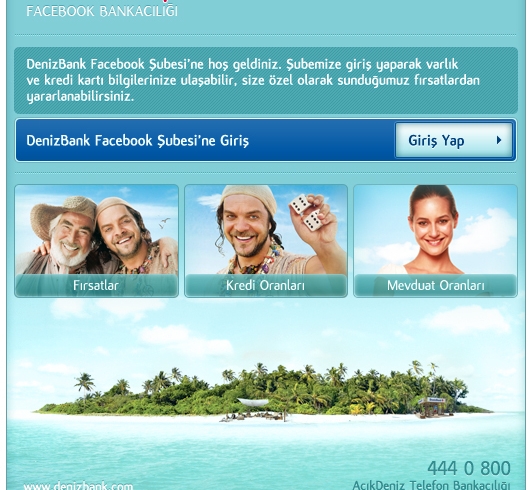 FACEBOOK BANKACILIĞI
DenizBank Facebook Şubesi'ne hoş geldiniz. Şubemize giriş yaparak varlık
ve kredi kartı bilgilerinize ulaşabilir, size özel olarak sunduğumuz fırsatlardan
yararlanabilirsiniz.
DenizBank Facebook Şubesi'ne Giriş
Giriş Yap
Fırsatlar
Kredi Oranları
Mevduat Oranları
444 0 800
www.denizbank.com
AçıkDeniz Telefon Bankacılığı